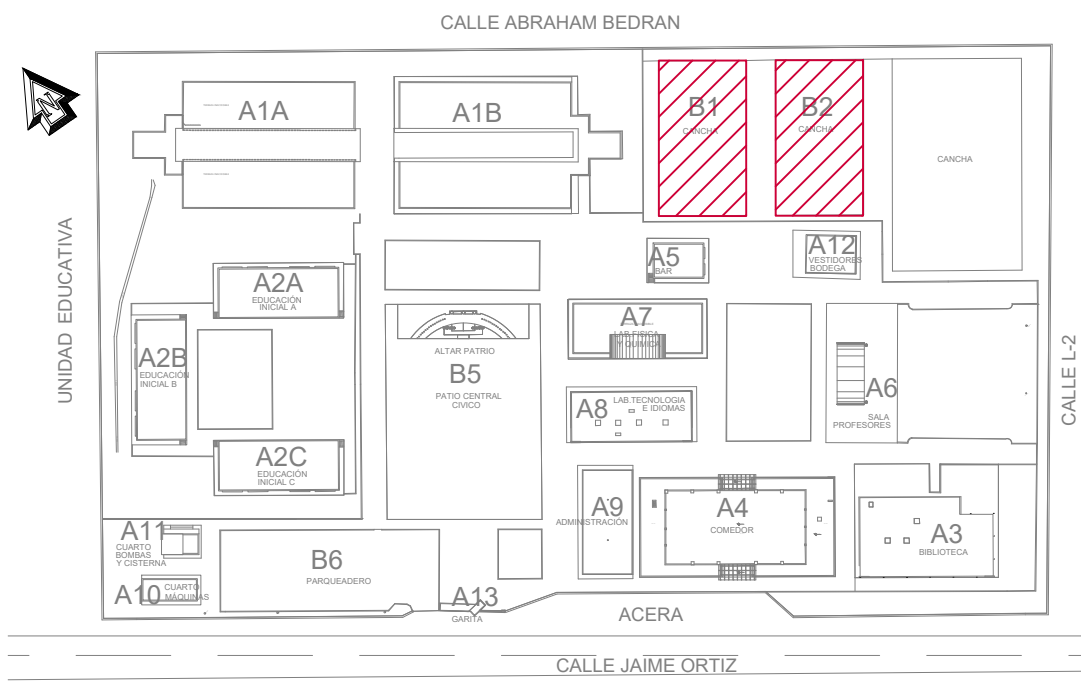 CALLE ABRAHAM BEDRAN
N
A1A
A1B
B1
CANCHA
B2
CANCHA
CANCHA
UNIDAD EDUCATIVA
A2A
EDUCACIÓN
INICIAL A
A5
BAR
A12
VESTIDORES
BODEGA
A7
LAB.FISICA
Y QUIMICA
ALTAR PATRIO
A2B
EDUCACIÓN
INICIAL B
B5
PATIO CENTRAL
CIVICO
A6
SALA
PROFESORES
CALLE L-2
A8
LAB.TECNOLOGIA
E IDIOMAS
A2C
EDUCACIÓN
INICIAL C
A9
ADMINISTRACIÓN
A4
COMEDOR
A3
BIBLIOTECA
A11
CUARTO
BOMBAS
Y CISTERNA
B6
PARQUEADERO
A10
CUARTO
MÁQUINAS
A13
GARITA
ACERA
CALLE JAIME ORTIZ